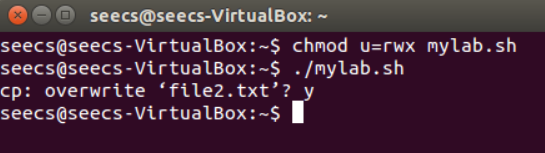 seecs@seecs-VirtualBox: ~
seecs@seecs-VirtualBox:~$ chmod u=rwx mylab.sh
seecs@seecs-VirtualBox:~$ ./mylab.sh
cp: overwrite ‘file2.txt’? y
seecs@seecs-VirtualBox:~$